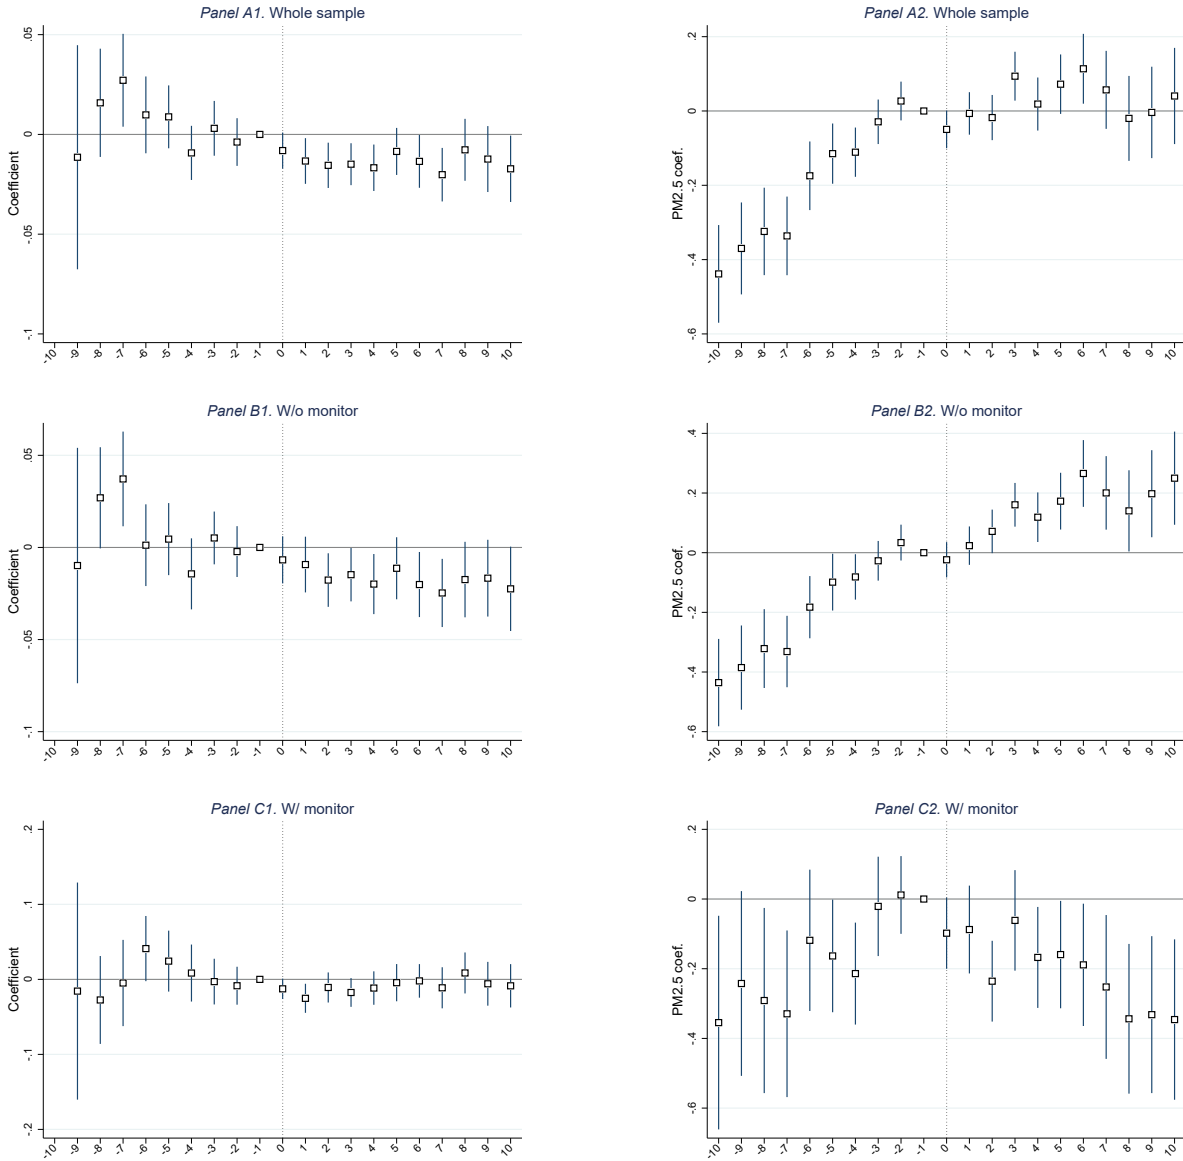 Panel A1. Whole sample
Coefficient
.05
0
-.05
-.1
-10 -9 -8 -7 -6 -5 -4 -3 -2 -1 0 1 2 3 4 5 6 7 8 9 10
Panel A2. Whole sample
PM2.5 coef.
.2
0
-.2
-.4
-.6
-10 -9 -8 -7 -6 -5 -4 -3 -2 -1 0 1 2 3 4 5 6 7 8 9 10
Panel B1. W/o monitor
Coefficient
.05
0
-.05
-.1
-10 -9 -8 -7 -6 -5 -4 -3 -2 -1 0 1 2 3 4 5 6 7 8 9 10
Panel B2. W/o monitor
PM2.5 coef.
.4
.2
0
-.2
-.4
-.6
-10 -9 -8 -7 -6 -5 -4 -3 -2 -1 0 1 2 3 4 5 6 7 8 9 10
Panel C1. W/ monitor
Coefficient
.2
.1
0
-.1
-.2
-10 -9 -8 -7 -6 -5 -4 -3 -2 -1 0 1 2 3 4 5 6 7 8 9 10
Panel C2. W/ monitor
PM2.5 coef.
.2
0
-.2
-.4
-.6
-10 -9 -8 -7 -6 -5 -4 -3 -2 -1 0 1 2 3 4 5 6 7 8 9 10